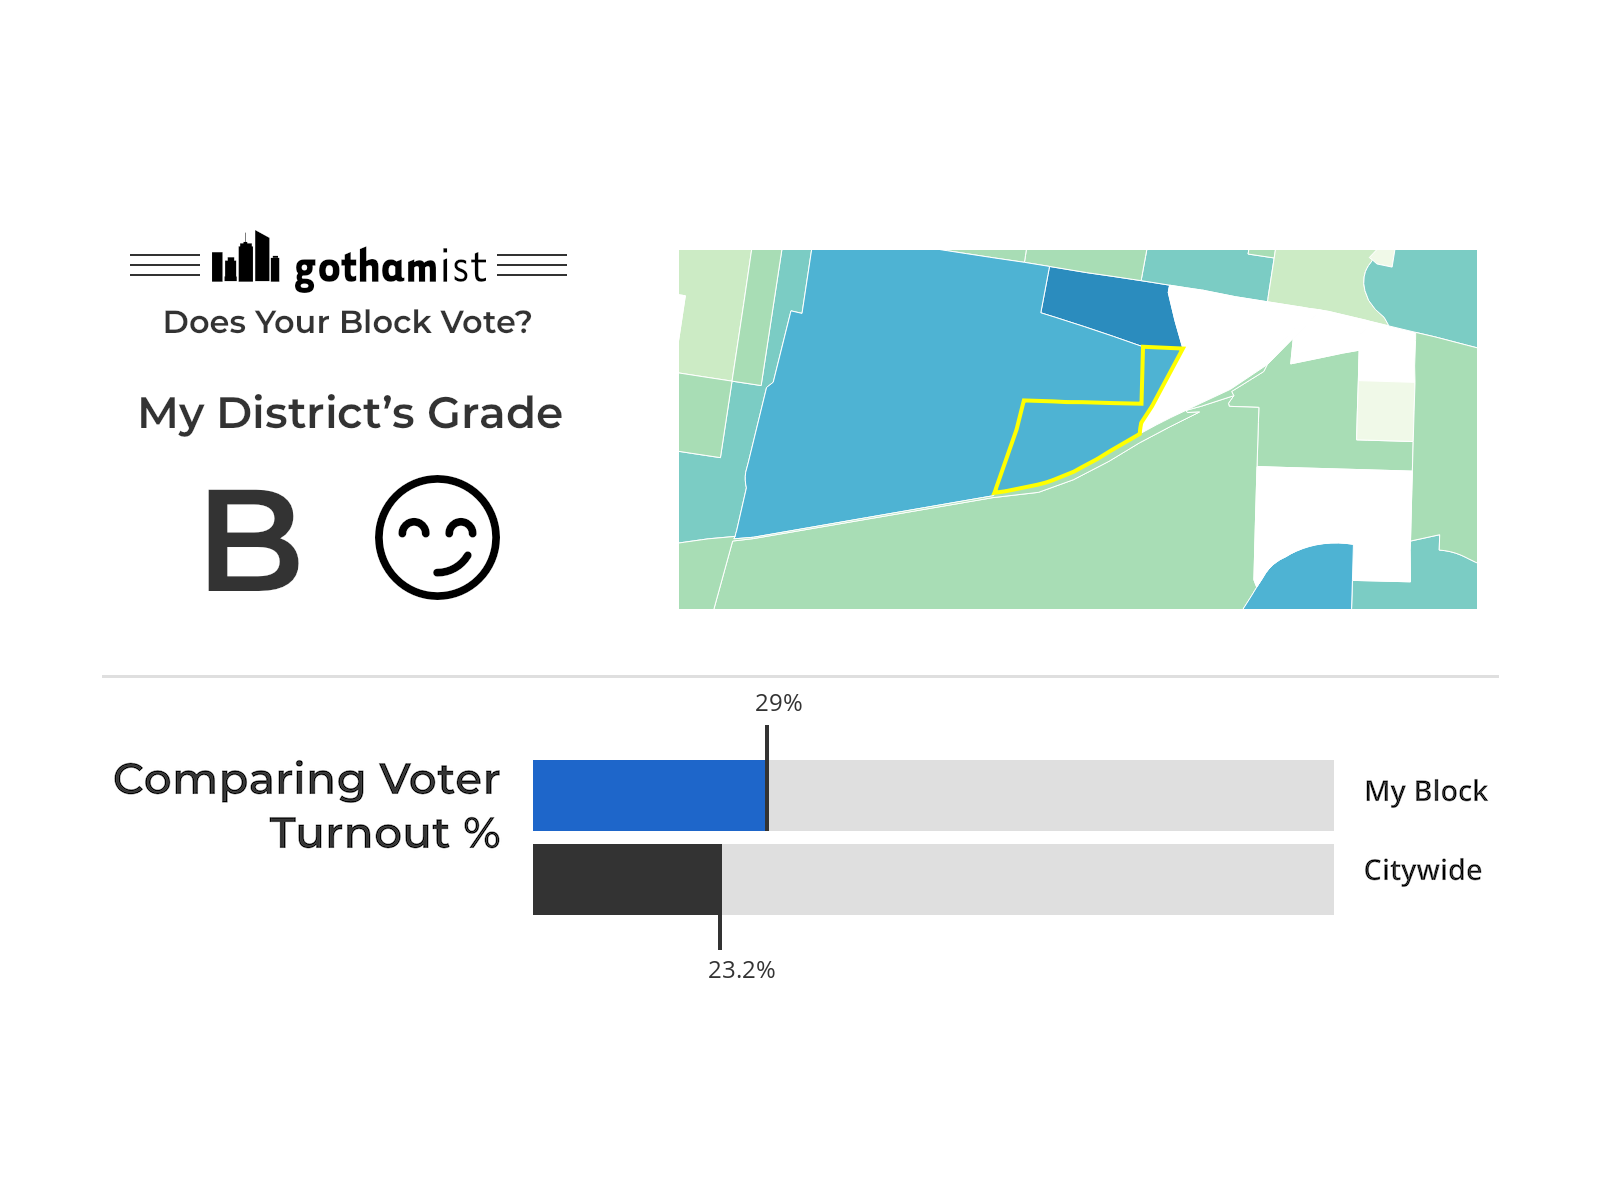 gothamist
Does Your Block Vote?
My District’s Grade
B
29%
Comparing Voter
Turnout %
My Block
Citywide
23.2%